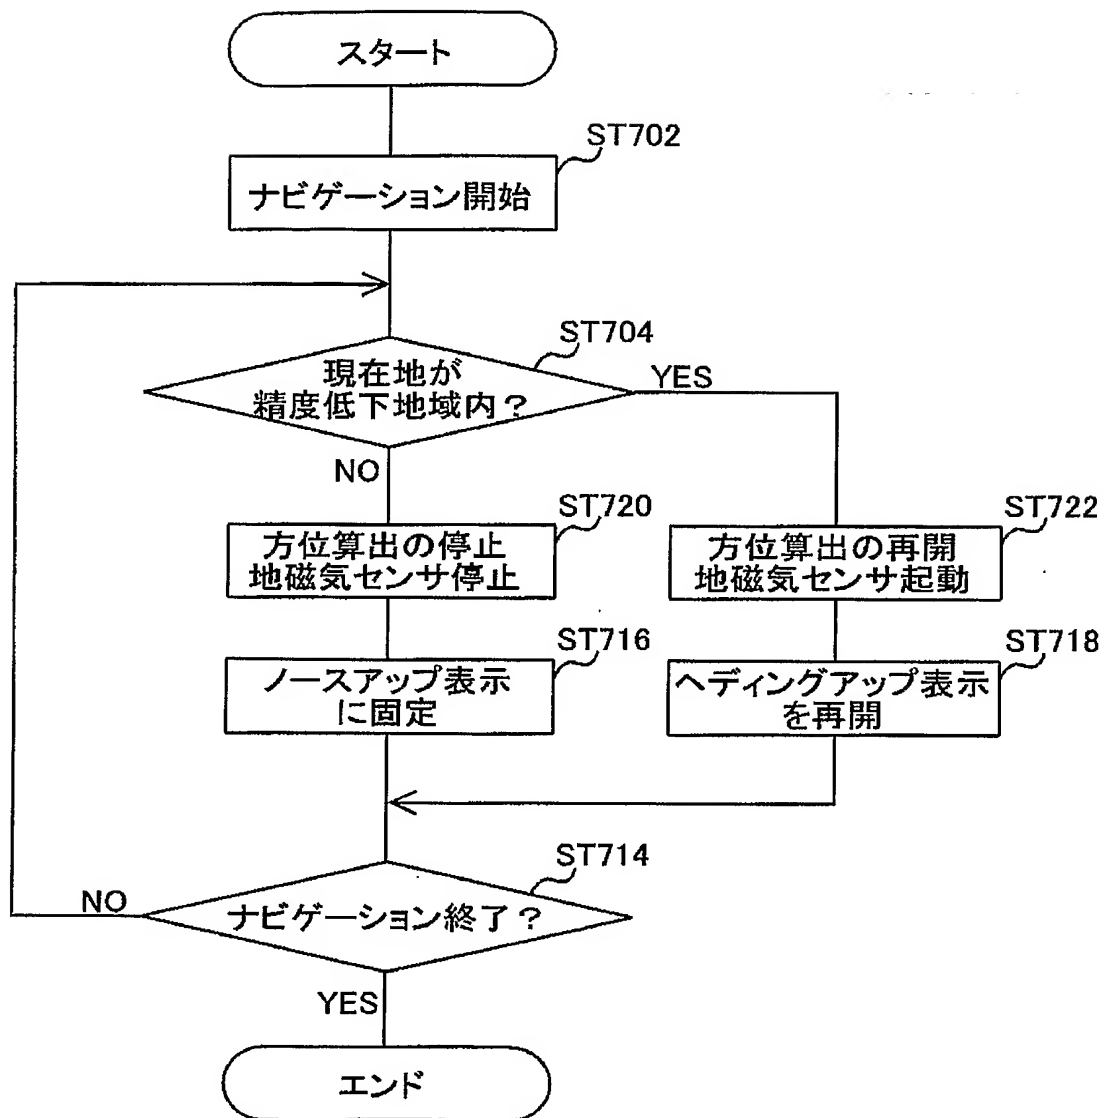 スタート
ST702
ナビゲーション開始
ST704
現在地が
精度低下地域内？
YES
NO
ST720
方位算出の停止
地磁気センサ停止
ST722
方位算出の再開
地磁気センサ起動
ST716
ノースアップ表示
に固定
ST718
ヘディングアップ表示
を再開
ST714
ナビゲーション終了？
NO
YES
エンド